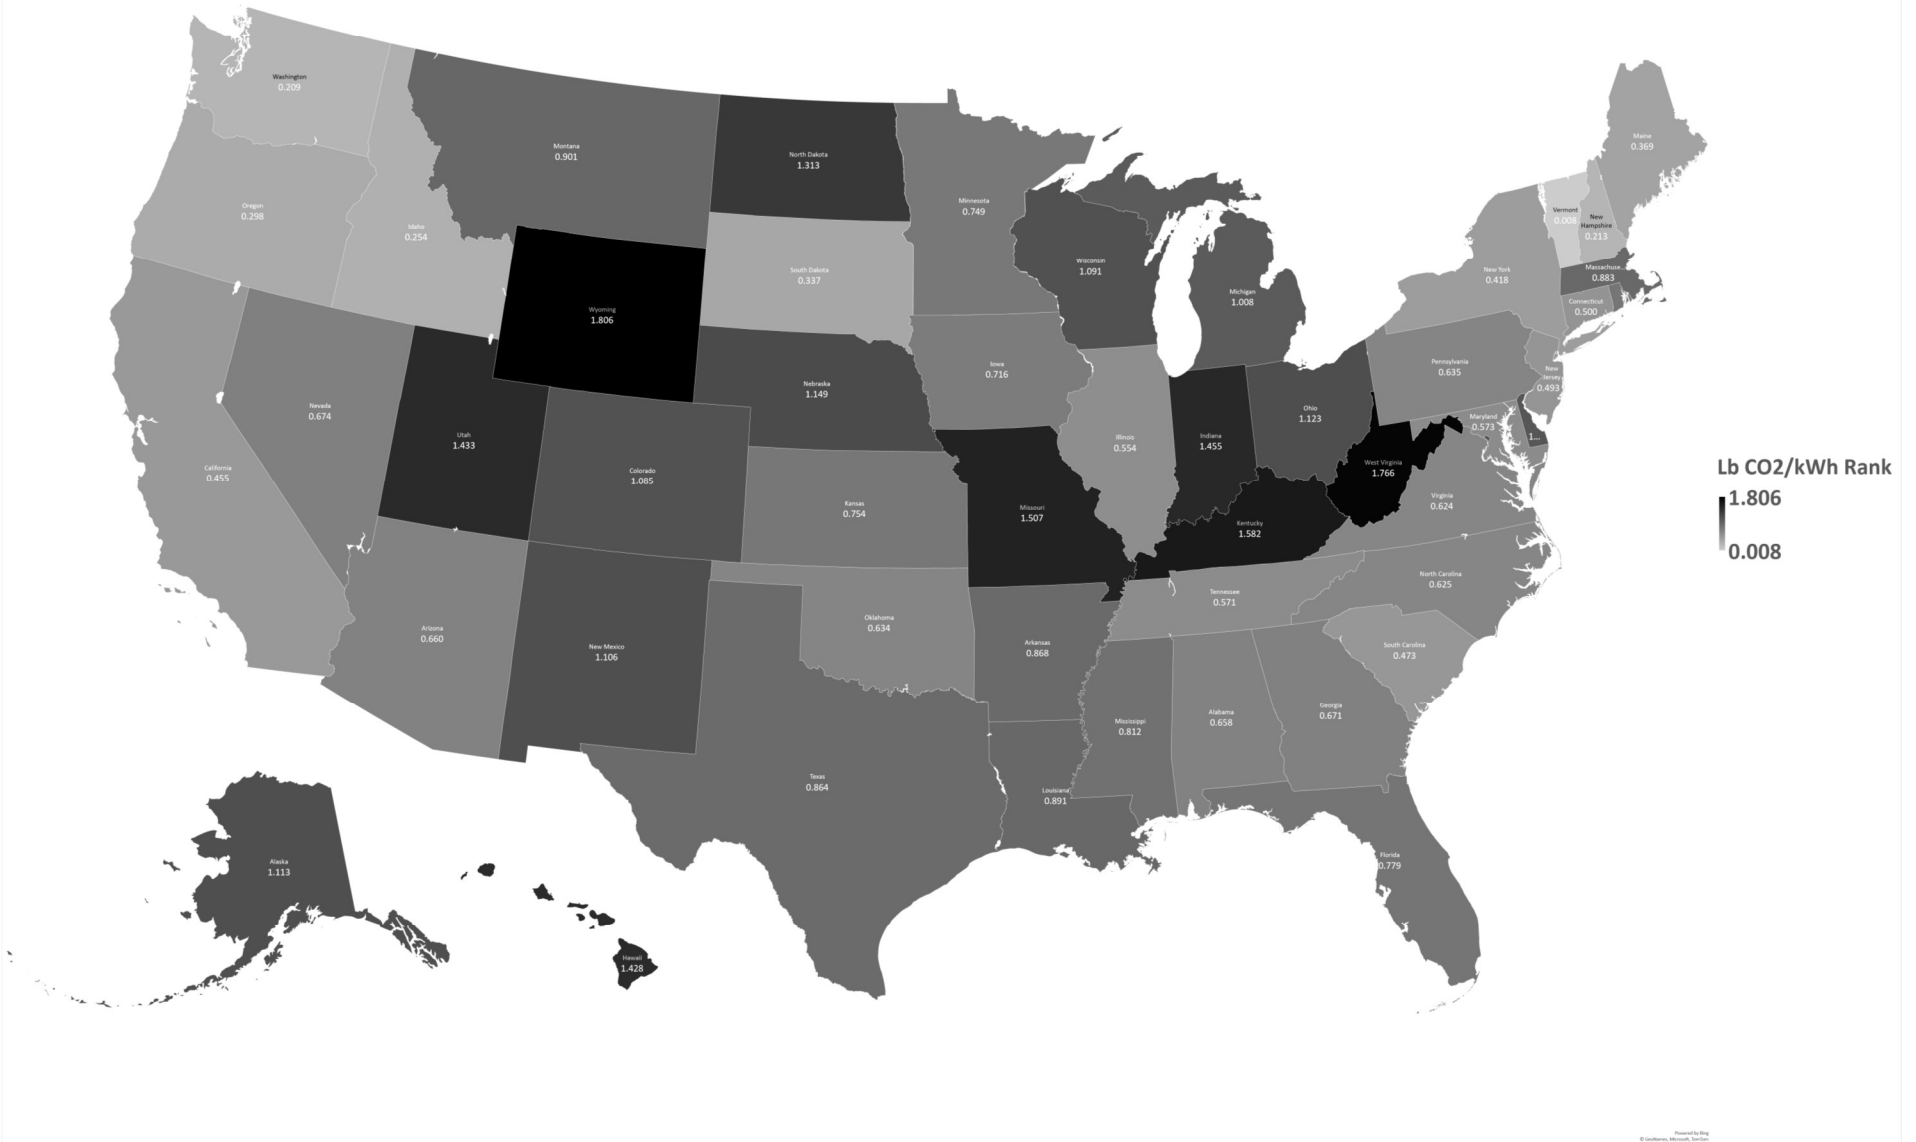 Washington
0.209
Montana
0.901
North Dakota
1.313
Minnesota
0.749
Maine
0.369
Oregon
0.298
Idaho
0.254
Vermont
0.008
New
Hampshire
0.213
Wyoming
1.806
South Dakota
0.337
Wisconsin
1.091
Michigan
1.008
New York
0.418
Massachuse...
0.883
Connecticut
0.500
Iowa
0.716
Pennsylvania
0.635
New
Jersey
0.493
Nebraska
1.149
Nevada
0.674
Utah
1.433
Ohio
1.123
Maryland
0.573
1...
Illinois
0.554
Indiana
1.455
California
0.455
Colorado
1.085
West Virginia
1.766
Lb CO2/kWh Rank
1.806
0.008
Kansas
0.754
Missouri
1.507
Virginia
0.624
Kentucky
1.582
North Carolina
0.625
Tennessee
0.571
Arizona
0.660
New Mexico
1.106
Oklahoma
0.634
Arkansas
0.868
South Carolina
0.473
Mississippi
0.812
Alabama
0.658
Georgia
0.671
Texas
0.864
Louisiana
0.891
Alaska
1.113
Florida
0.779
Hawaii
1.428
Powered by Bing
© GeoNames, Microsoft, TomTom